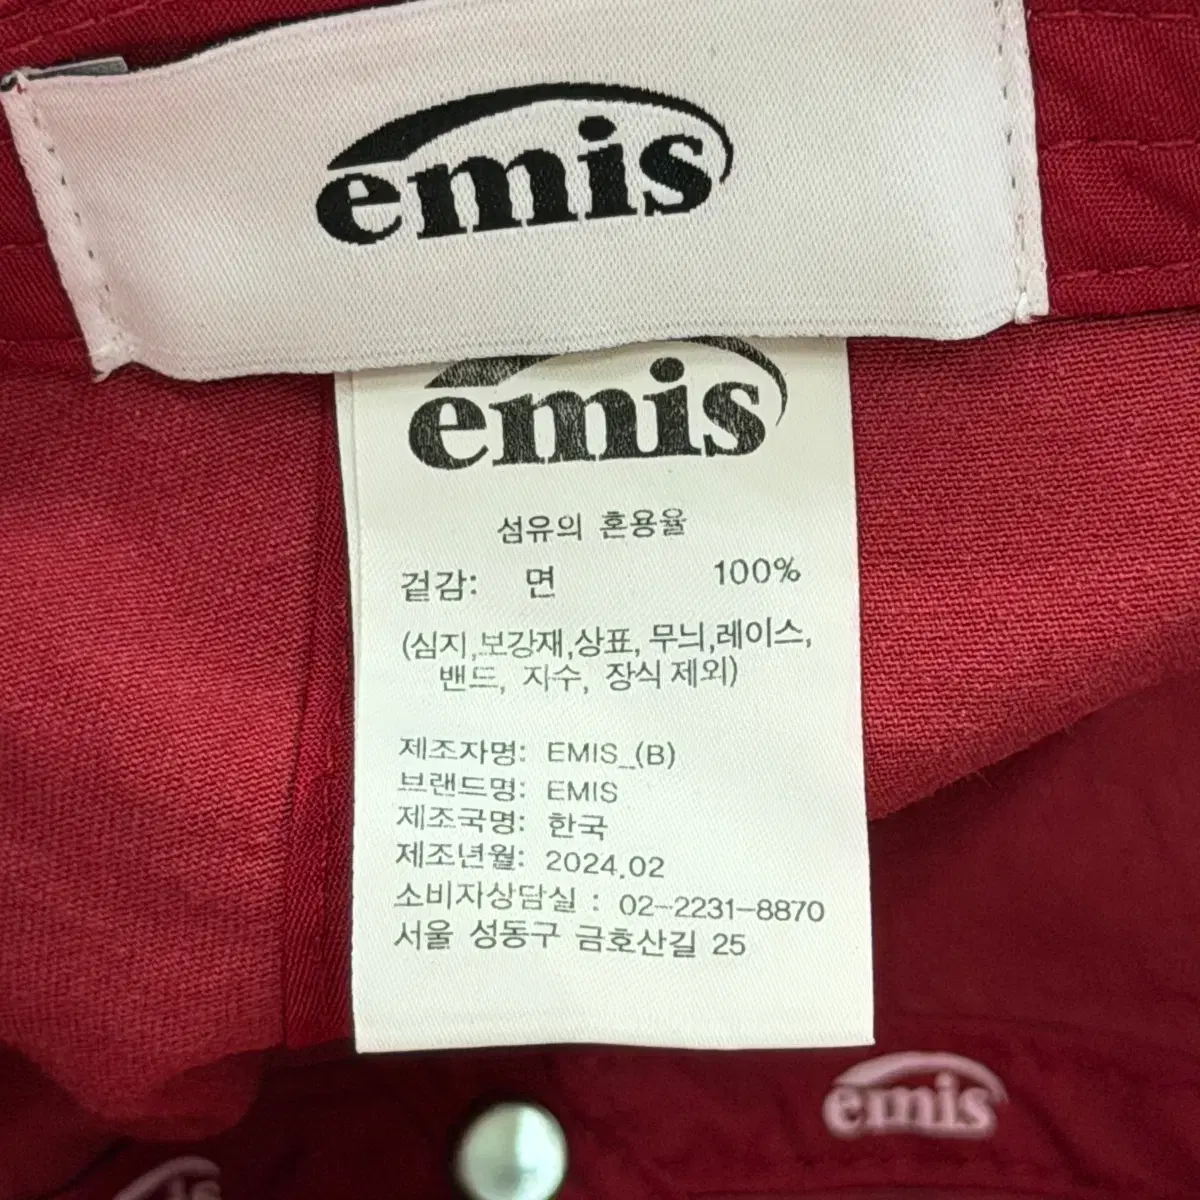 emis
emis
섬유의 혼용율
겉감: 면 100%
(심지,보강재,상표, 무늬,레이스,
밴드, 지수, 장식 제외)
제조자명: EMIS_(B)
브랜드명: EMIS
제조국명: 한국
제조년월: 2024.02
소비자상담실 : 02-2231-8870
서울 성동구 금호산길 25
emis
emis